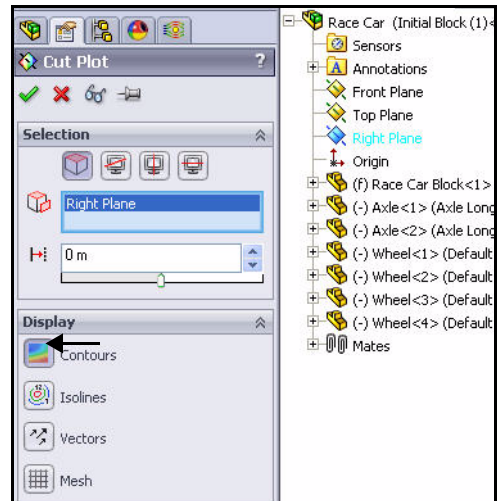 Cut Plot ?
Selection
Right Plane
0 m
Display
Contours
Isolines
Vectors
Mesh
Race Car (Initial Block (1)<
Sensors
A Annotations
Front Plane
Top Plane
Right Plane
Origin
(f) Race Car Block<1>
(-) Axle<1> (Axle Long
(-) Axle<2> (Axle Long
(-) Wheel<1> (Default
(-) Wheel<2> (Default
(-) Wheel<3> (Default
(-) Wheel<4> (Default
Mates